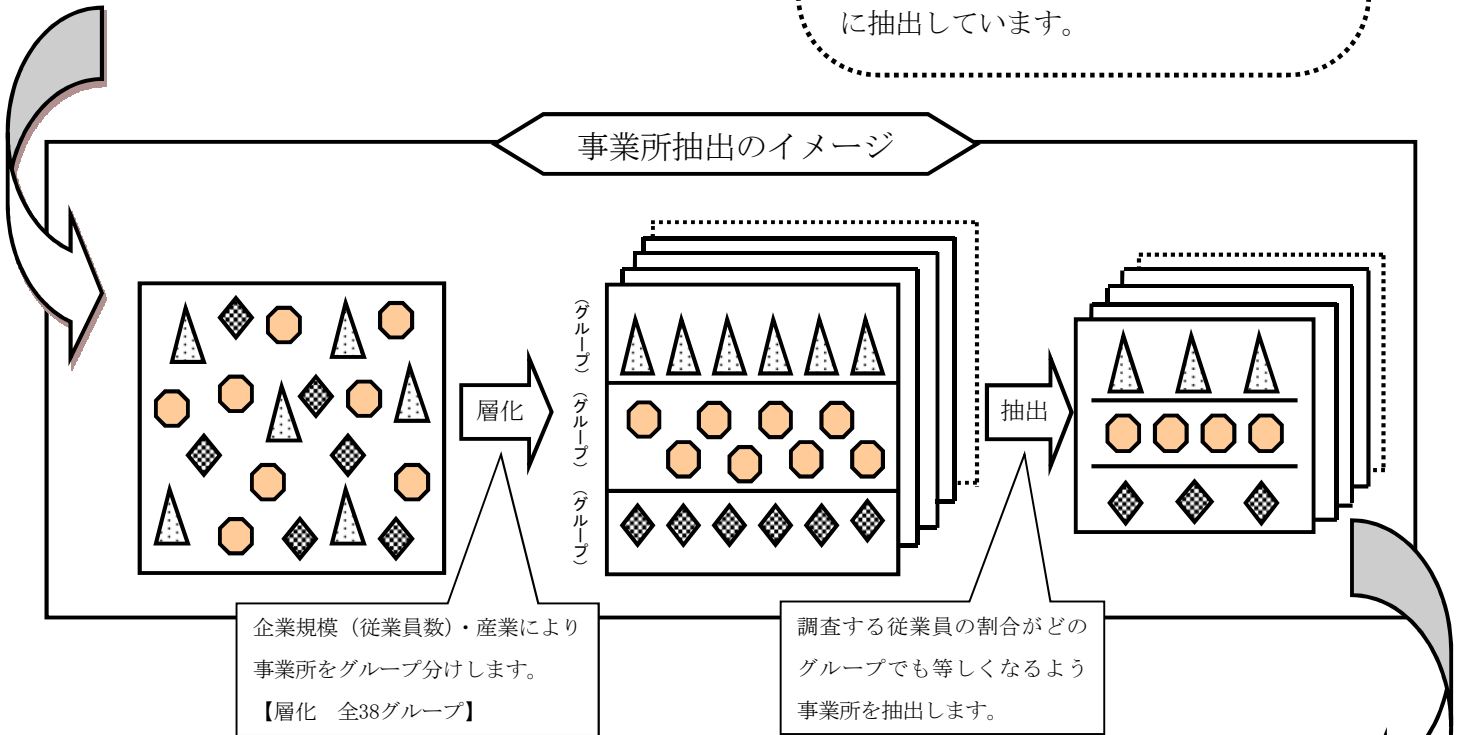 に抽出しています。
事業所抽出のイメージ
(グループ)
(グループ)
(グループ)
層化
抽出
企業規模（従業員数）・産業により
事業所をグループ分けします。
【層化　全38グループ】
調査する従業員の割合がどの
グループでも等しくなるよう
事業所を抽出します。